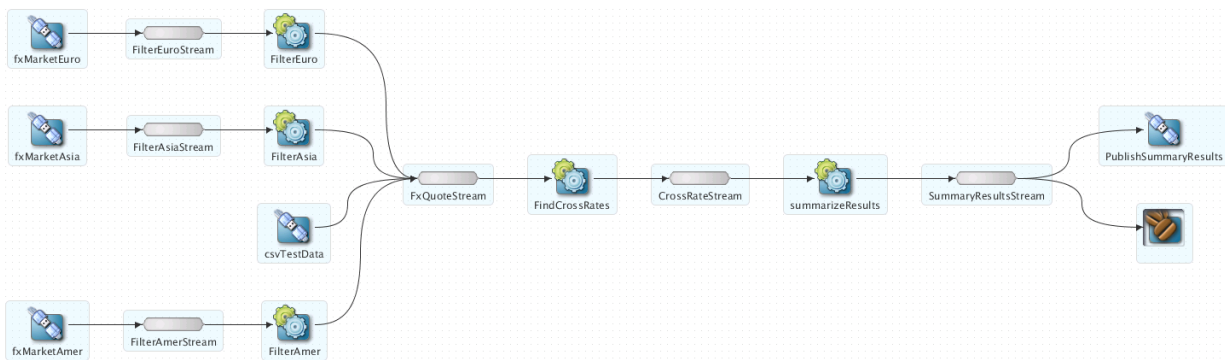 fxMarketEuro
FilterEuroStream
FilterEuro
fxMarketAsia
FilterAsiaStream
FilterAsia
PublishSummaryResults
FxQuoteStream
FindCrossRates
CrossRateStream
summarizeResults
SummaryResultsStream
csvTestData
fxMarketAmer
FilterAmerStream
FilterAmer